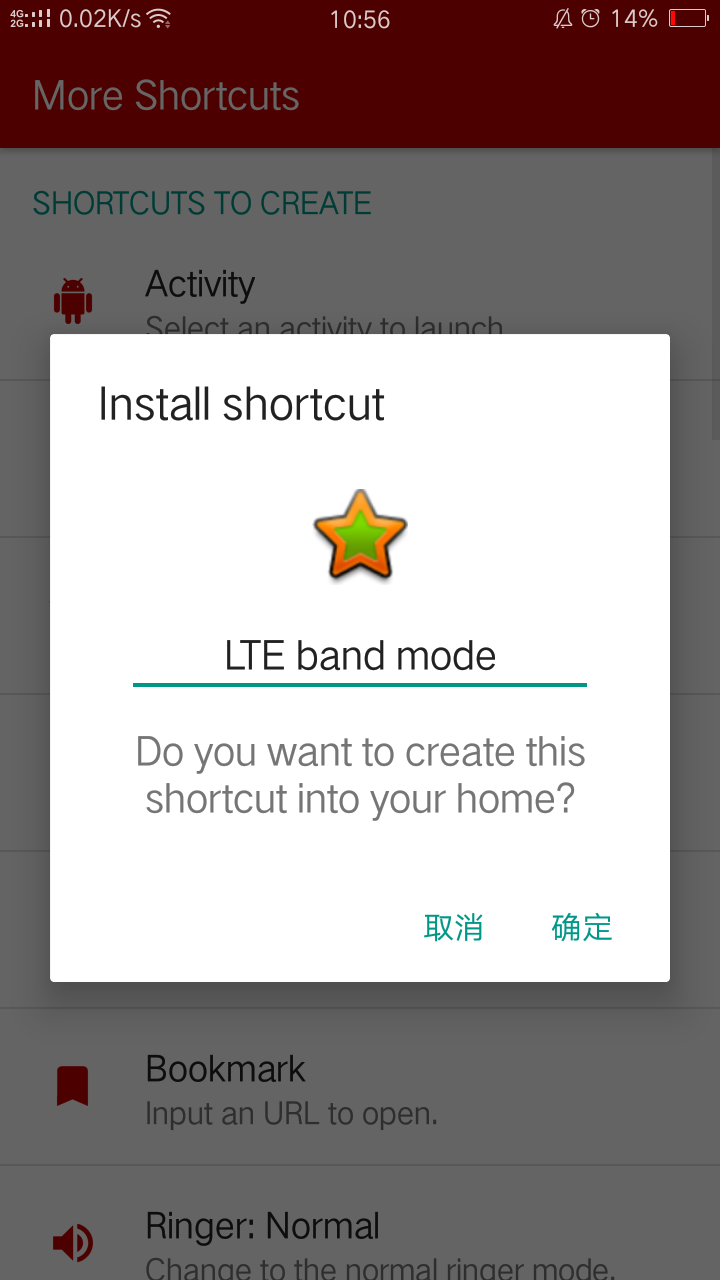 4G 2G 0.02K/s 10:56 14%
More Shortcuts
SHORTCUTS TO CREATE
Activity
Select an activity to launch
Install shortcut
LTE band mode
Do you want to create this
shortcut into your home?
取消 确定
Bookmark
Input an URL to open.
Ringer: Normal
Change to the normal ringer mode.